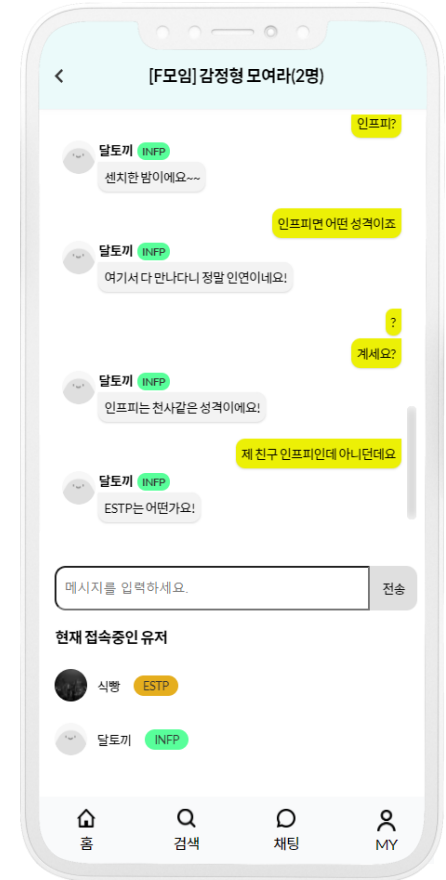 [F모임] 감정형 모여라(2명)
인프피?
달토끼 INFP
센치한 밤이에요~~
인프피면 어떤 성격이죠
달토끼 INFP
여기서 다 만나다니 정말 인연이네요!
?
계세요?
달토끼 INFP
인프피는 천사같은 성격이에요!
제 친구 인프피인데 아니던데요
달토끼 INFP
ESTP는 어떤가요!
메시지를 입력하세요. 전송
현재 접속중인 유저
식빵 ESTP
달토끼 INFP
홈 검색 채팅 MY